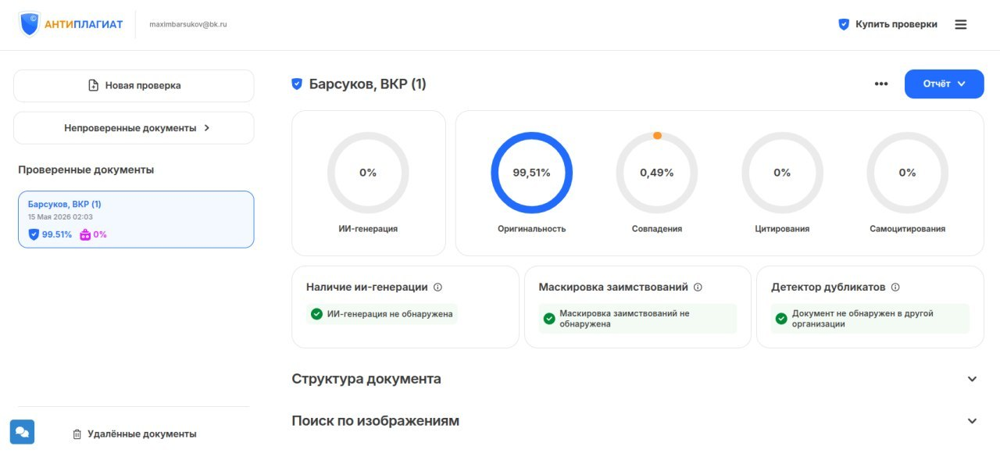 АНТИПЛАГИАТ
maximbarsukov@bk.ru
Купить проверки
Новая проверка
Непроверенные документы
Проверенные документы
Барсуков, ВКР (1)
15 Мая 2026 02:03
99.51% 0%
Удалённые документы
Барсуков, ВКР (1)
Отчёт
0%
ИИ-генерация
99,51%
Оригинальность
0,49%
Совпадения
0%
Цитирования
0%
Самоцитирования
Наличие ии-генерации
ИИ-генерация не обнаружена
Маскировка заимствований
Маскировка заимствований не
обнаружена
Детектор дубликатов
Документ не обнаружен в другой
организации
Структура документа
Поиск по изображениям